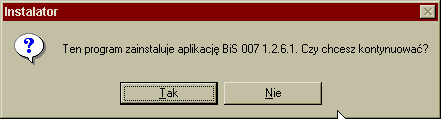 Instalator
Ten program zainstaluje aplikację BiS 007 1.2.6.1. Czy chcesz kontynuować?
Tak
Nie